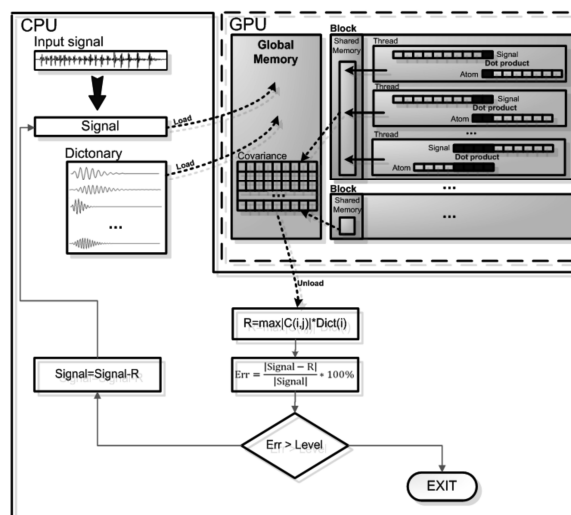 CPU
Input signal
Signal
Dictonary
...
Load
Load
GPU
Global
Memory
Covariance
...
Block
Shared
Memory
Thread
Signal
Dot product
Atom
Thread
Signal
Dot product
Atom
...
Thread
Signal
Dot product
Atom
...
Block
Shared
Memory
...
Unload
R=max|C(i,j)|*Dict(i)
Err = |Signal − R| / |Signal| * 100%
Signal=Signal-R
Err > Level
EXIT